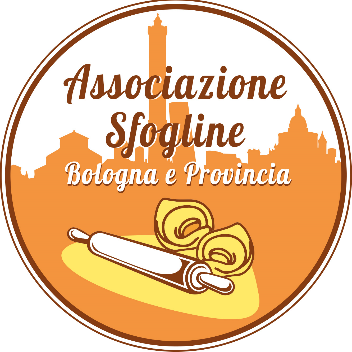 Associazione
Sfogline
Bologna e Provincia